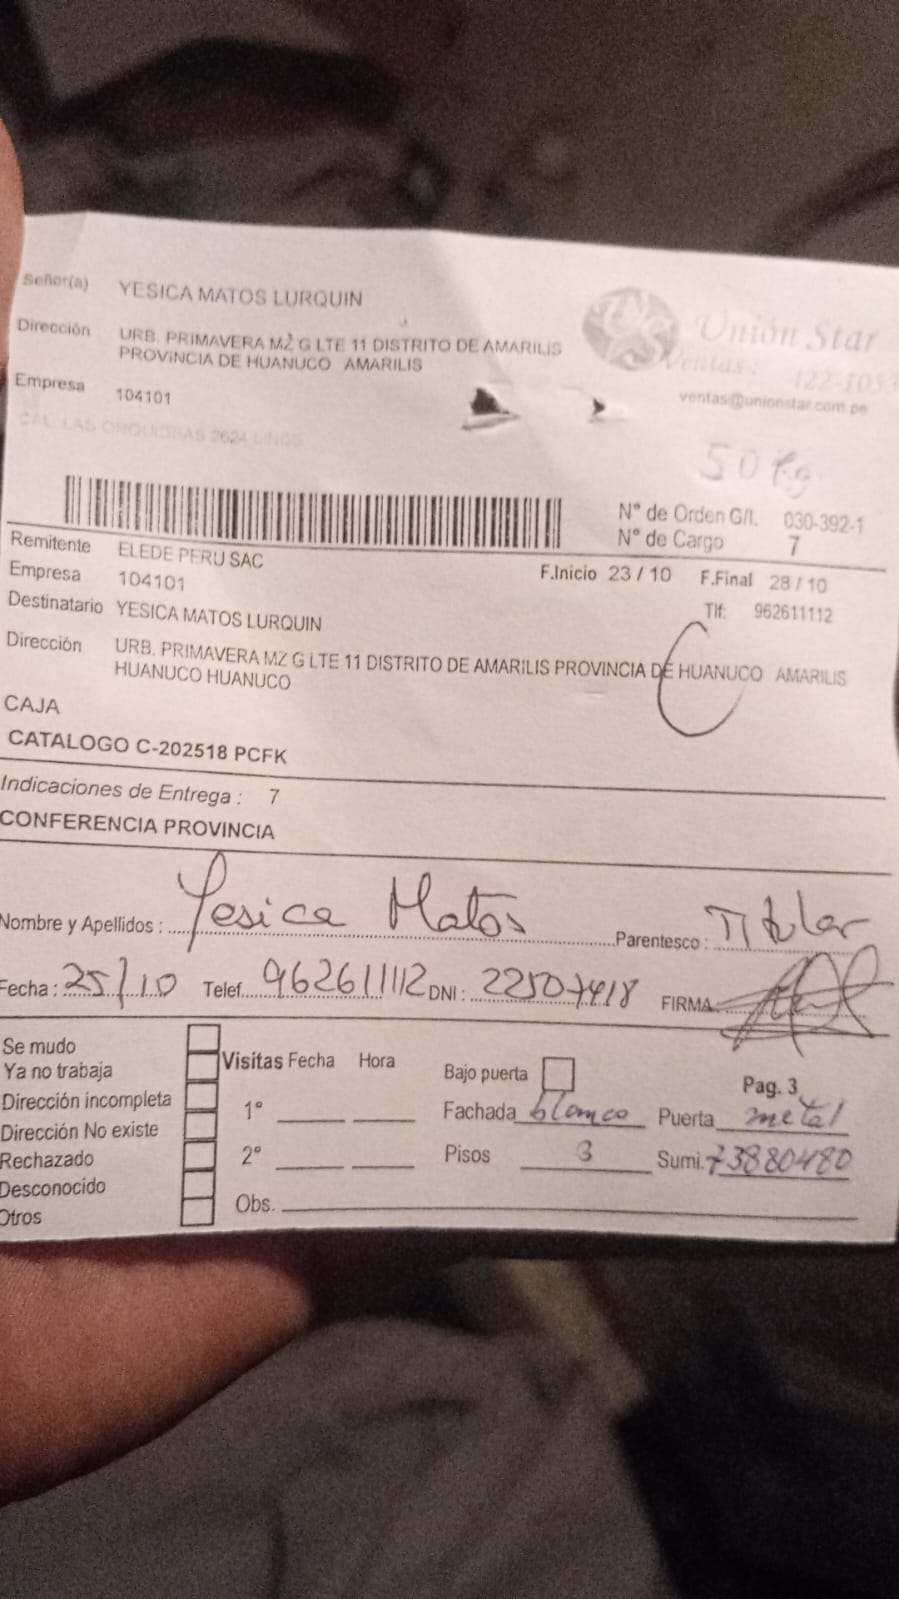 Señor(a) YESICA MATOS LURQUIN
Unión Star
Dirección URB. PRIMAVERA MZ G LTE 11 DISTRITO DE AMARILIS
PROVINCIA DE HUANUCO AMARILIS
Ventas:
ventas@unionstar.com.pe
Empresa 104101
50 Kg.
N° de Orden G/I. 030-392-1
N° de Cargo 7
Remitente ELEDE PERU SAC
Empresa 104101
F.Inicio 23 / 10 F.Final 28 / 10
Destinatario YESICA MATOS LURQUIN
Tlf: 962611112
Dirección URB. PRIMAVERA MZ G LTE 11 DISTRITO DE AMARILIS PROVINCIA DE HUANUCO AMARILIS
HUANUCO HUANUCO
CAJA
CATALOGO C-202518 PCFK
Indicaciones de Entrega : 7
CONFERENCIA PROVINCIA
Nombre y Apellidos : Yesica Matos Parentesco : Titular
Fecha : 25/10 Telef. 962611112 DNI : 22507418 FIRMA
Se mudo
Ya no trabaja
Dirección incompleta
Dirección No existe
Rechazado
Desconocido
Otros
Visitas Fecha Hora
1°
2°
Obs.
Bajo puerta
Pag. 3
Fachada blanco Puerta metal
Pisos 3 Sumi. 73880480